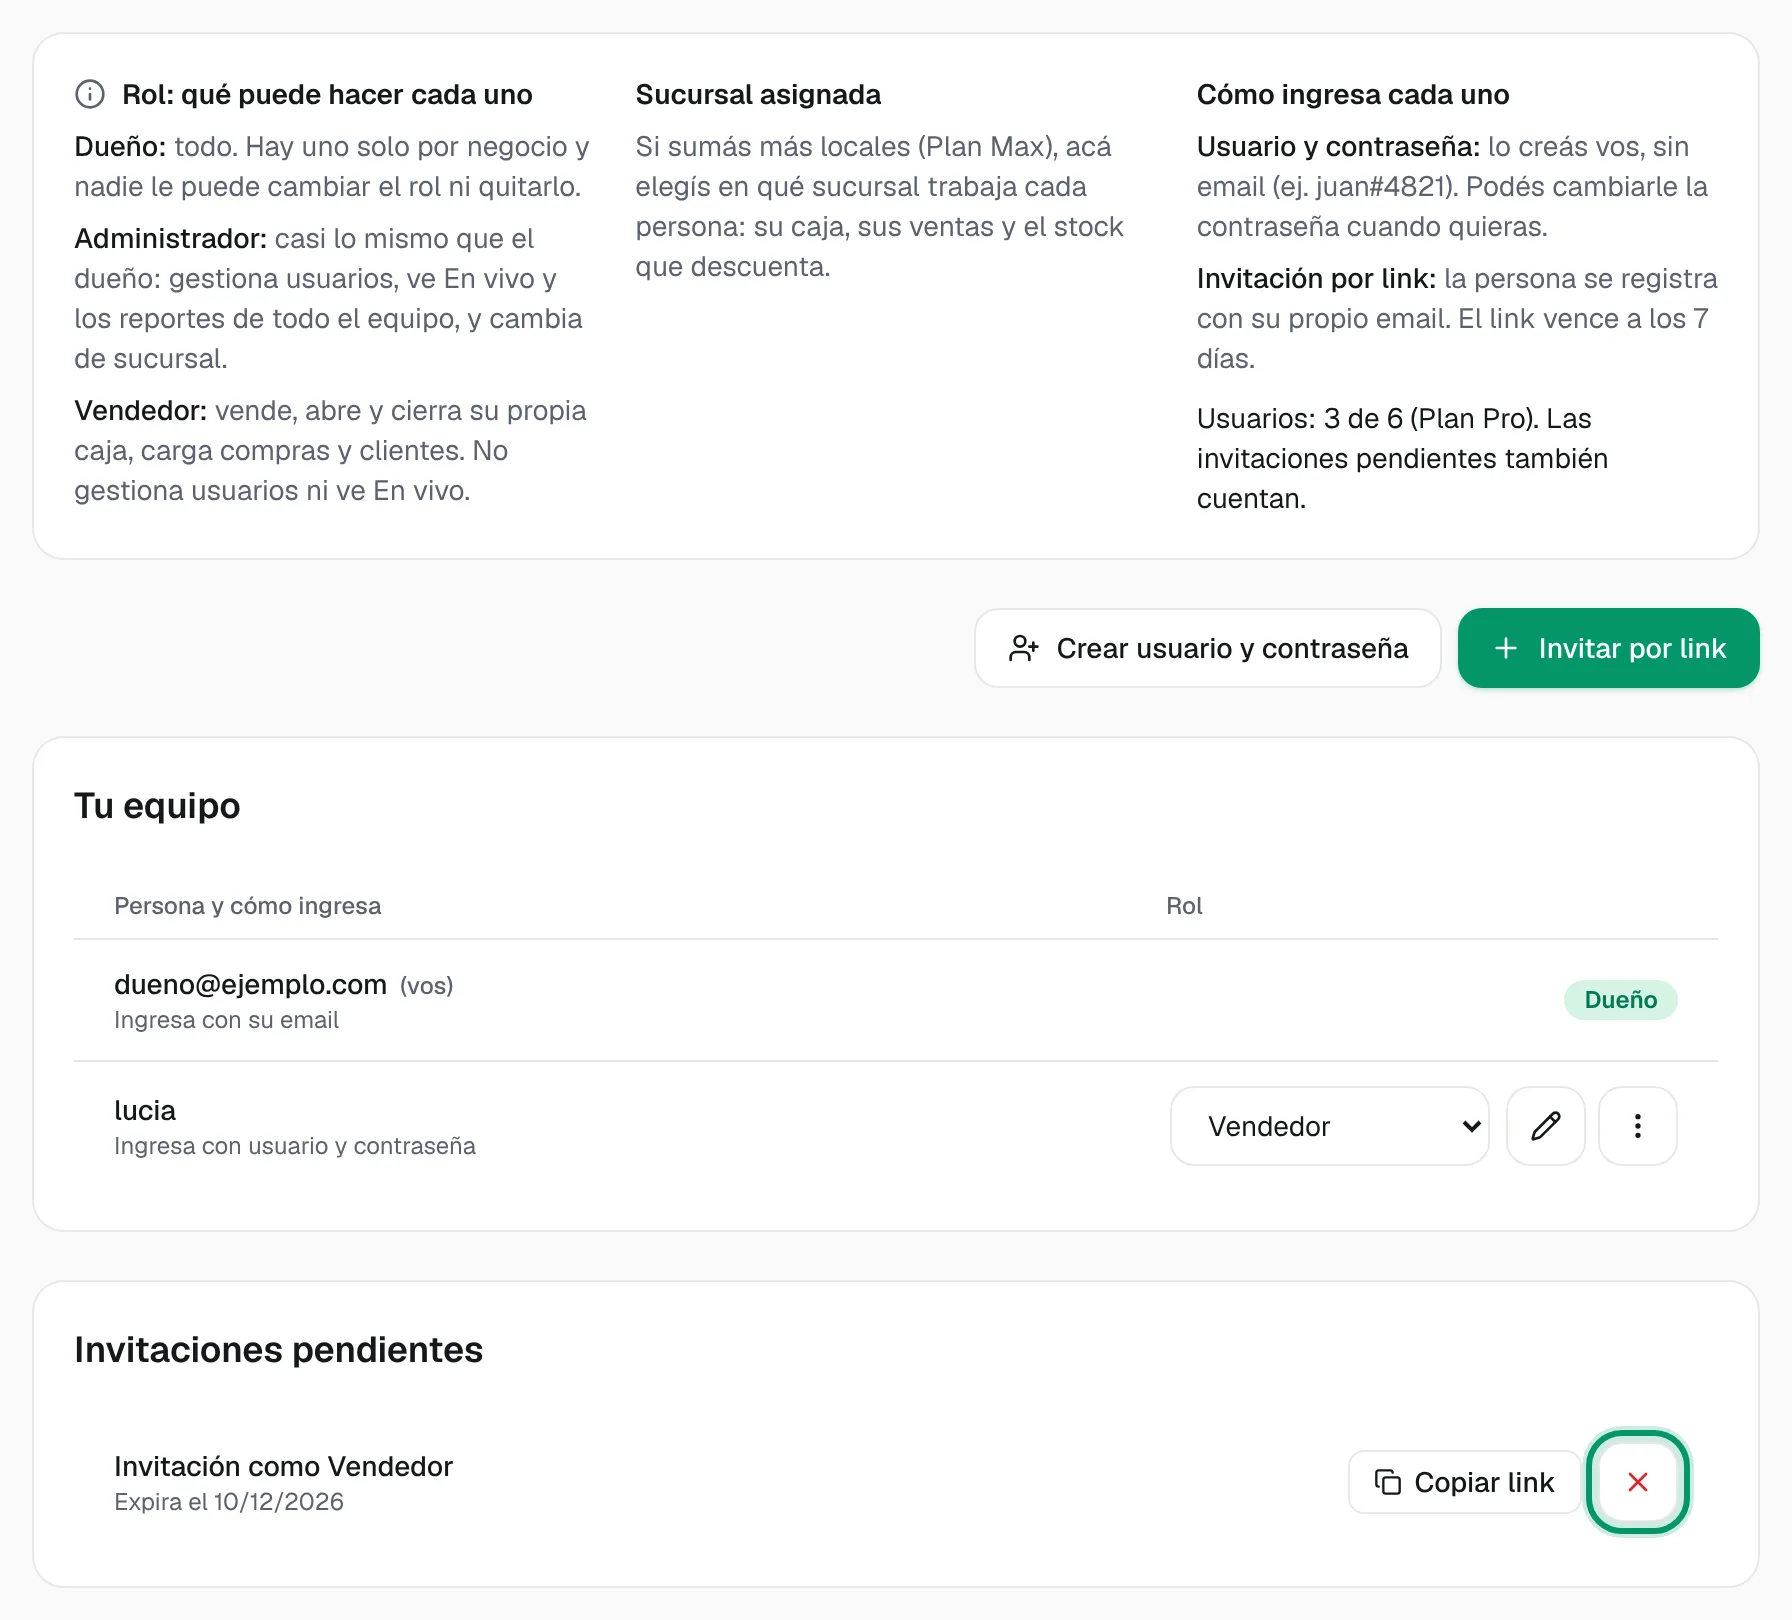 Rol: qué puede hacer cada uno
Dueño: todo. Hay uno solo por negocio y
nadie le puede cambiar el rol ni quitarlo.
Administrador: casi lo mismo que el
dueño: gestiona usuarios, ve En vivo y
los reportes de todo el equipo, y cambia
de sucursal.
Vendedor: vende, abre y cierra su propia
caja, carga compras y clientes. No
gestiona usuarios ni ve En vivo.
Sucursal asignada
Si sumás más locales (Plan Max), acá
elegís en qué sucursal trabaja cada
persona: su caja, sus ventas y el stock
que descuenta.
Cómo ingresa cada uno
Usuario y contraseña: lo creás vos, sin
email (ej. juan#4821). Podés cambiarle la
contraseña cuando quieras.
Invitación por link: la persona se registra
con su propio email. El link vence a los 7
días.
Usuarios: 3 de 6 (Plan Pro). Las
invitaciones pendientes también
cuentan.
Crear usuario y contraseña
Invitar por link
Tu equipo
Persona y cómo ingresa
Rol
dueno@ejemplo.com (vos)
Ingresa con su email
Dueño
lucia
Ingresa con usuario y contraseña
Vendedor
Invitaciones pendientes
Invitación como Vendedor
Expira el 10/12/2026
Copiar link